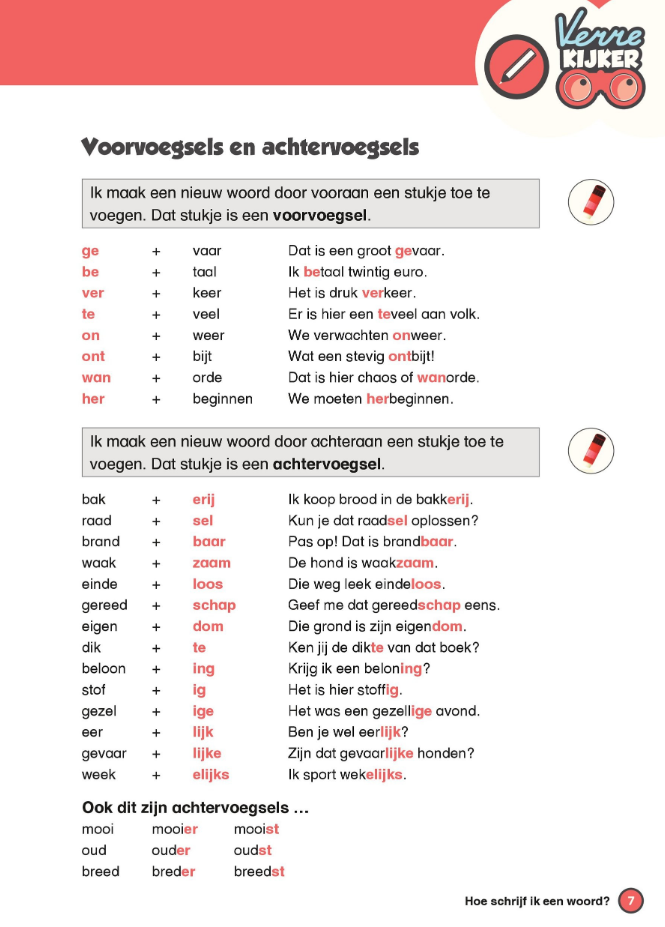 Verre
KIJKER
Voorvoegsels en achtervoegsels
Ik maak een nieuw woord door vooraan een stukje toe te
voegen. Dat stukje is een voorvoegsel.
ge + vaar Dat is een groot gevaar.
be + taal Ik betaal twintig euro.
ver + keer Het is druk verkeer.
te + veel Er is hier een teveel aan volk.
on + weer We verwachten onweer.
ont + bijt Wat een stevig ontbijt!
wan + orde Dat is hier chaos of wanorde.
her + beginnen We moeten herbeginnen.
Ik maak een nieuw woord door achteraan een stukje toe te
voegen. Dat stukje is een achtervoegsel.
bak + erij Ik koop brood in de bakkerij.
raad + sel Kun je dat raadsel oplossen?
brand + baar Pas op! Dat is brandbaar.
waak + zaam De hond is waakzaam.
einde + loos Die weg leek eindeloos.
gereed + schap Geef me dat gereedschap eens.
eigen + dom Die grond is zijn eigendom.
dik + te Ken jij de dikte van dat boek?
beloon + ing Krijg ik een beloning?
stof + ig Het is hier stoffig.
gezel + ige Het was een gezellige avond.
eer + lijk Ben je wel eerlijk?
gevaar + lijke Zijn dat gevaarlijke honden?
week + elijks Ik sport wekelijks.
Ook dit zijn achtervoegsels ...
mooi mooier mooist
oud ouder oudst
breed breder breedst
Hoe schrijf ik een woord? 7